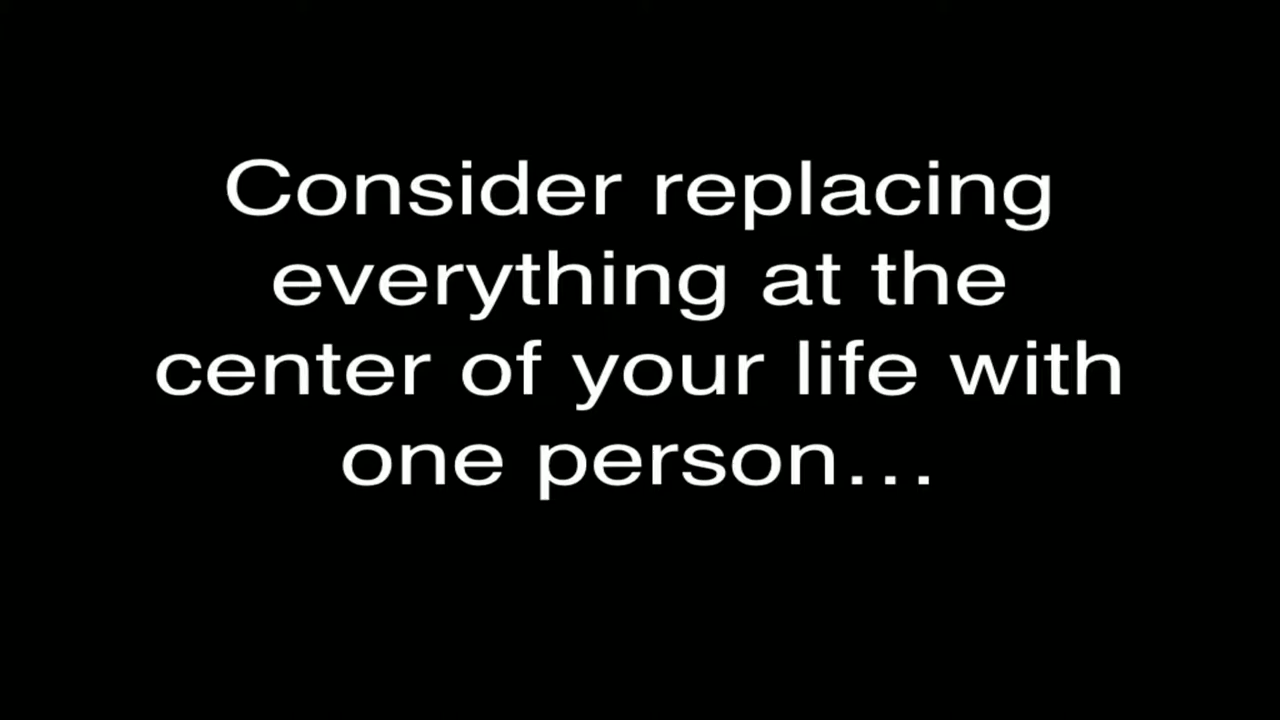 Consider replacing
everything at the
center of your life with
one person...